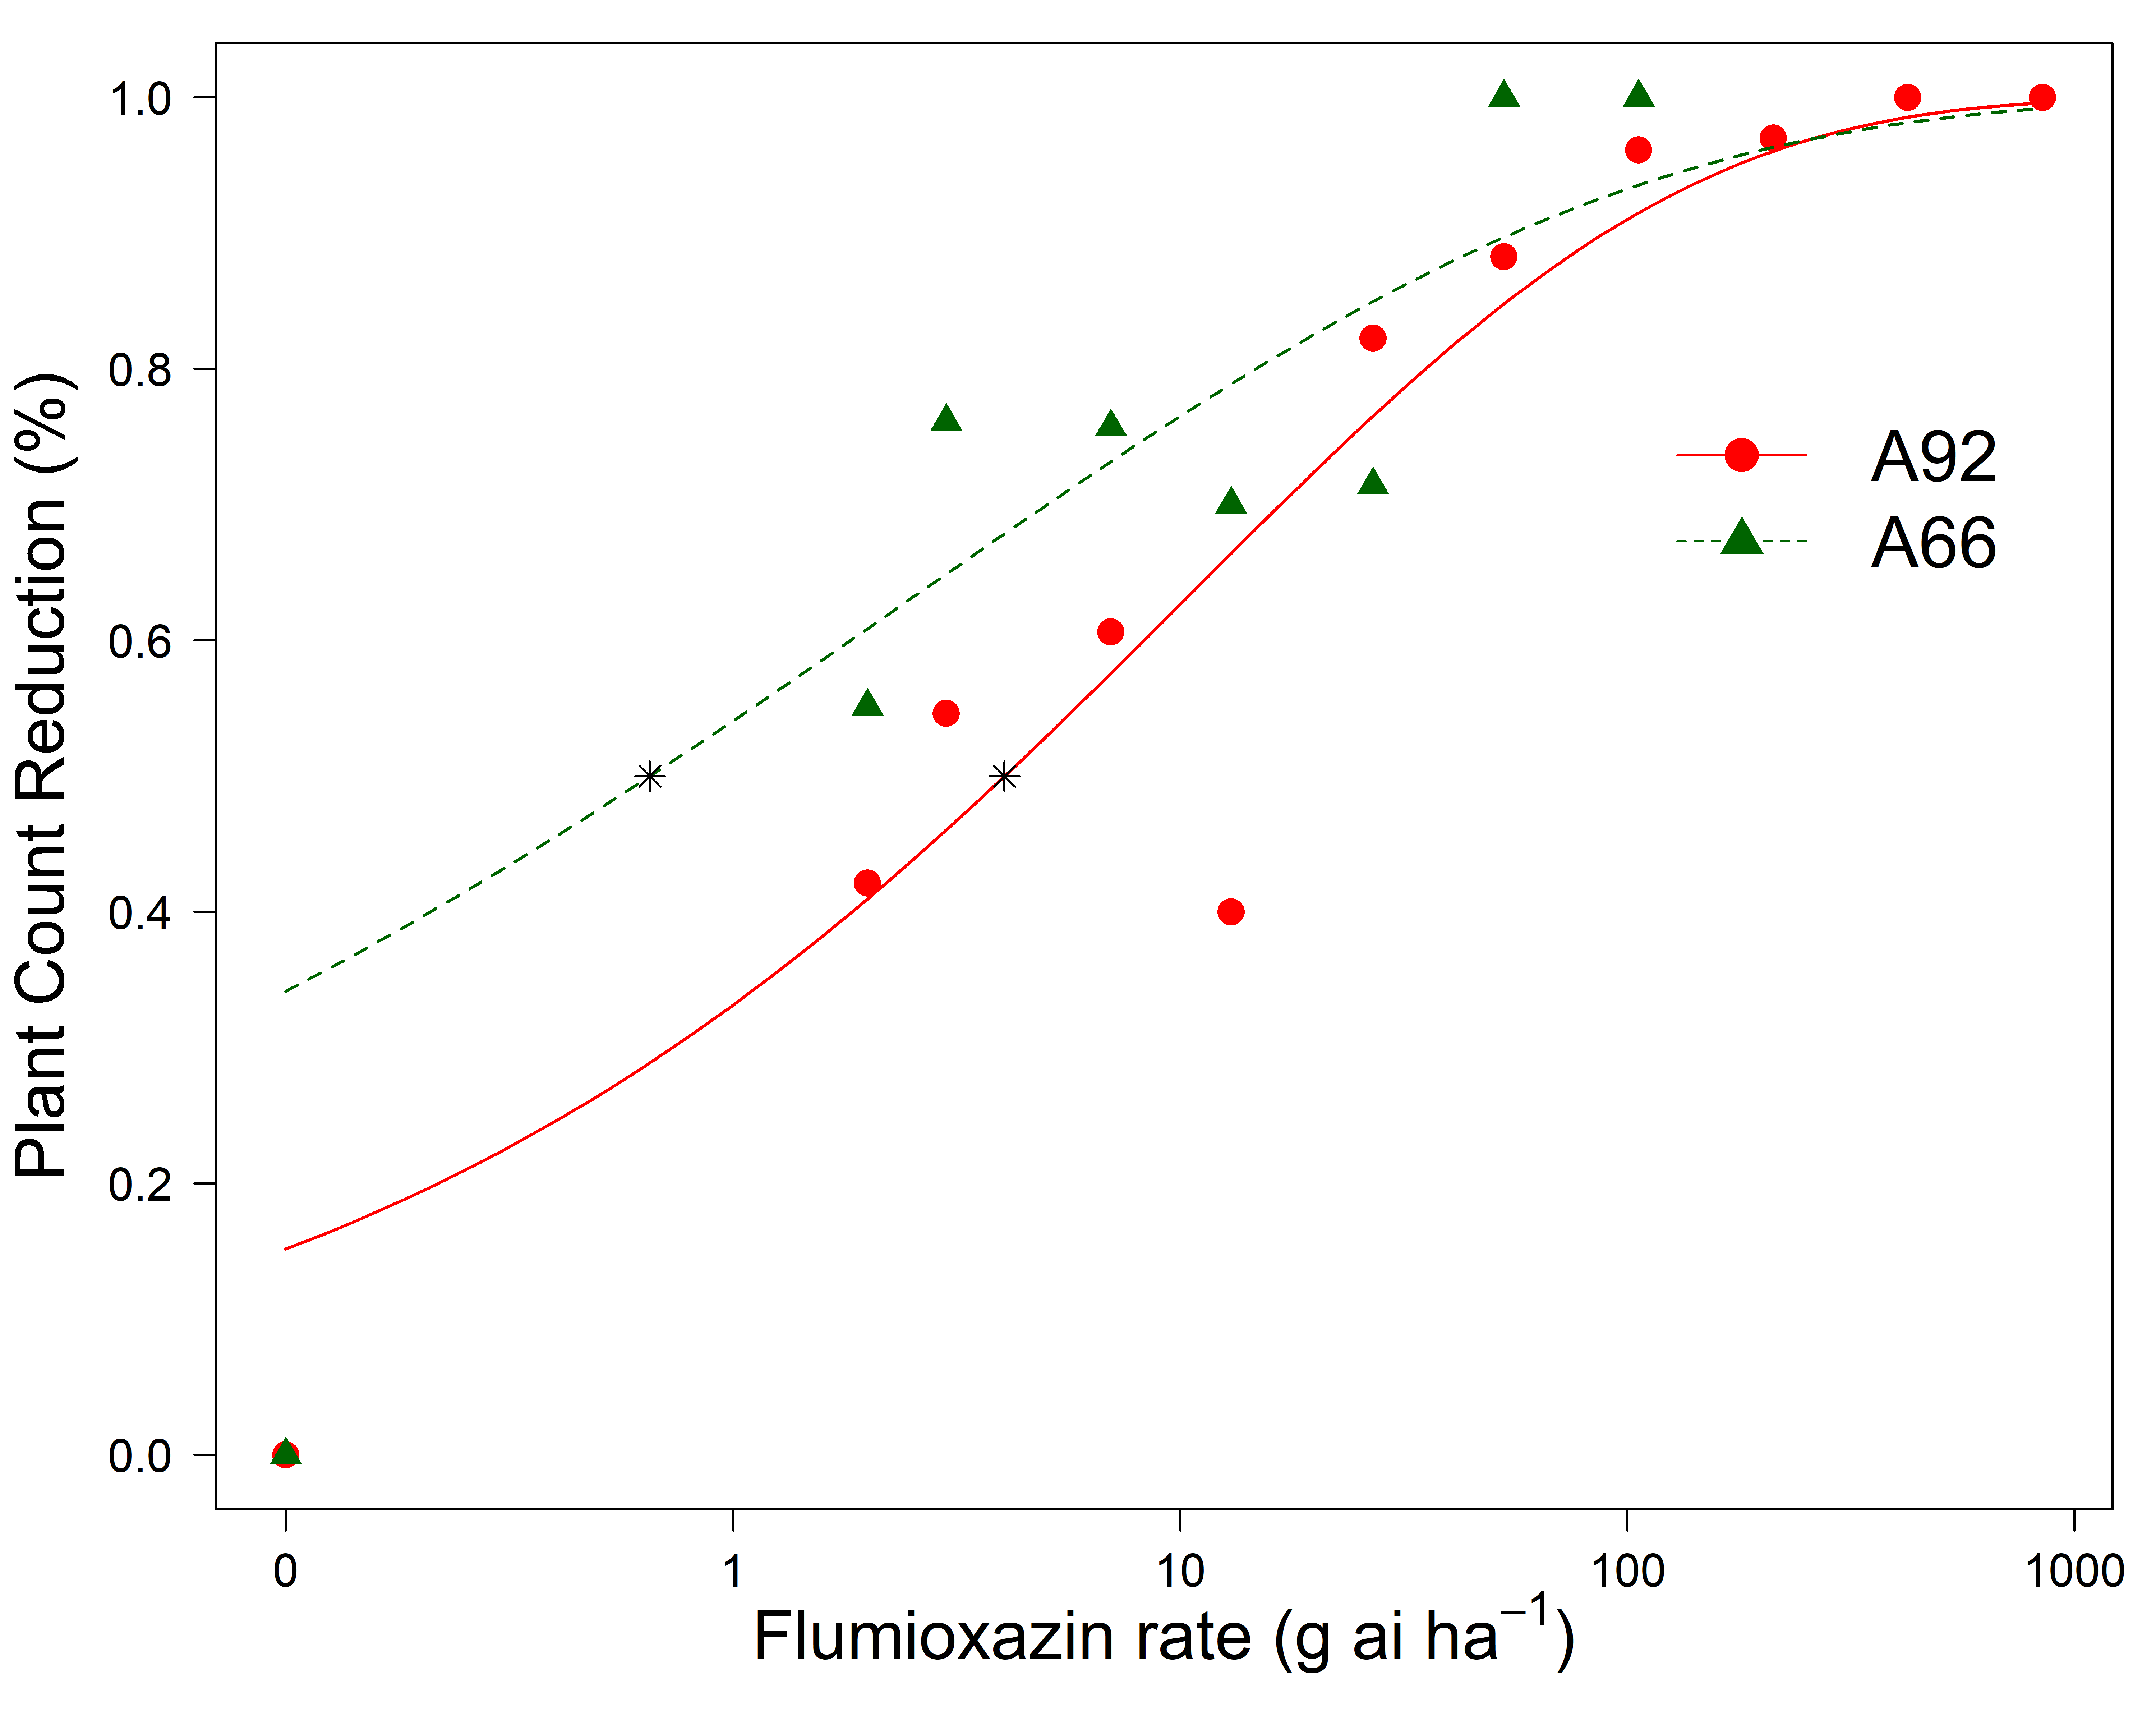 Plant Count Reduction (%)
1.0
0.8
0.6
0.4
0.2
0.0
A92
A66
0 1 10 100 1000
Flumioxazin rate (g ai ha⁻¹)